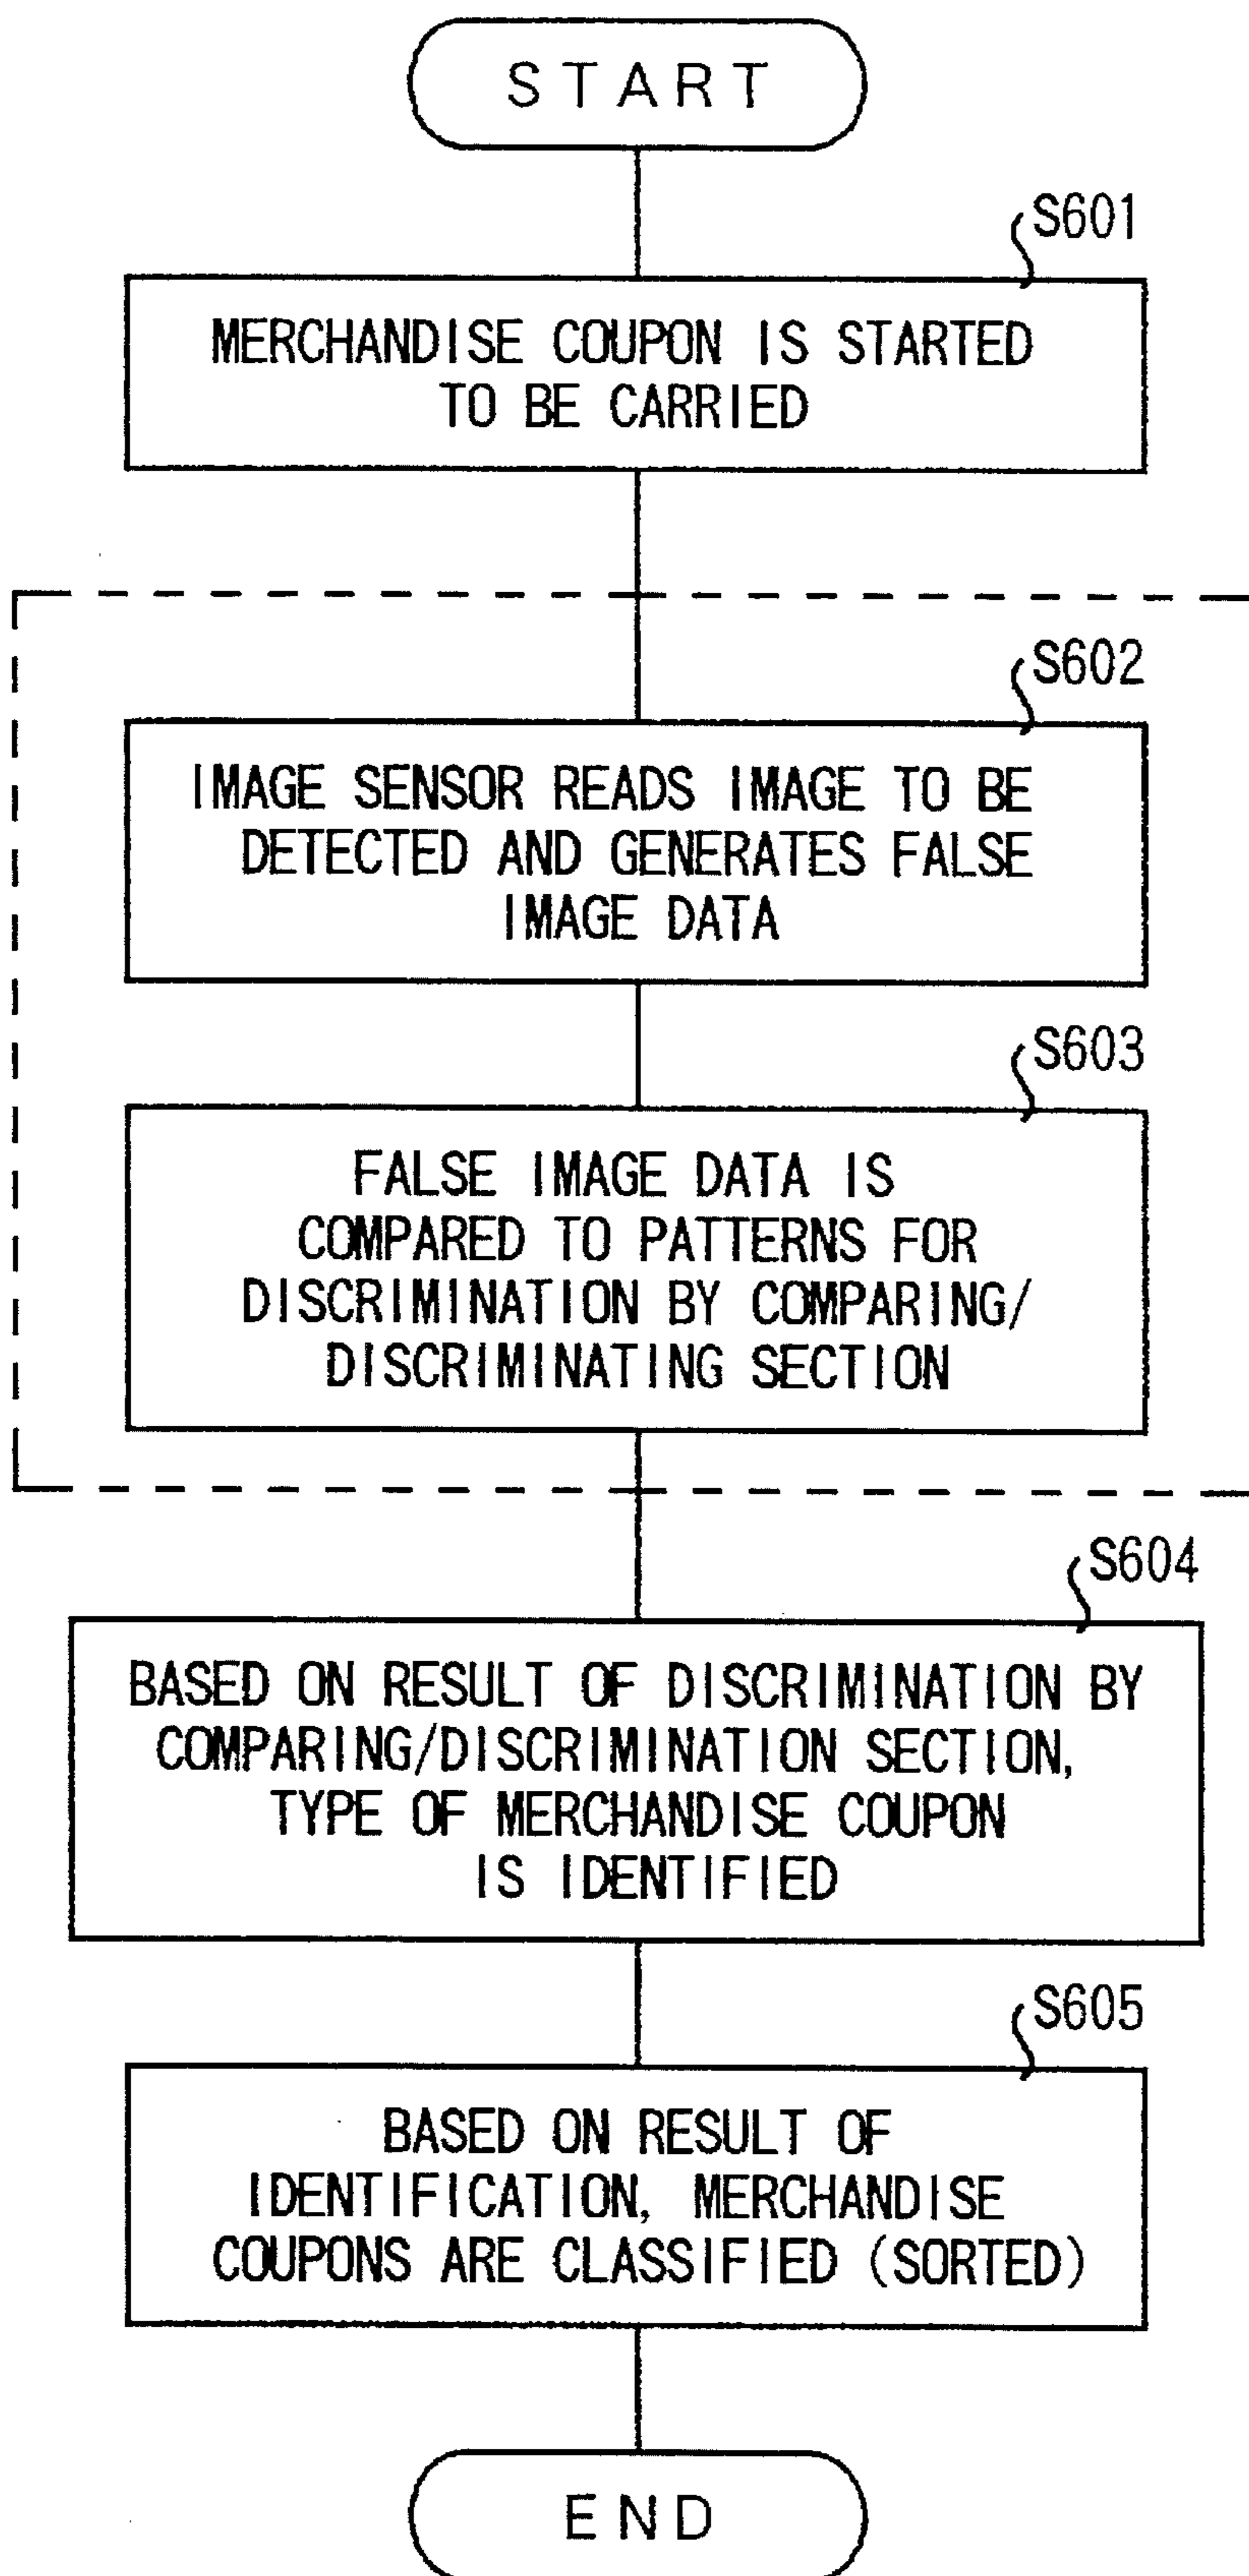 START
S601
MERCHANDISE COUPON IS STARTED
TO BE CARRIED
S602
IMAGE SENSOR READS IMAGE TO BE
DETECTED AND GENERATES FALSE
IMAGE DATA
S603
FALSE IMAGE DATA IS
COMPARED TO PATTERNS FOR
DISCRIMINATION BY COMPARING/
DISCRIMINATING SECTION
S604
BASED ON RESULT OF DISCRIMINATION BY
COMPARING/DISCRIMINATION SECTION,
TYPE OF MERCHANDISE COUPON
IS IDENTIFIED
S605
BASED ON RESULT OF
IDENTIFICATION, MERCHANDISE
COUPONS ARE CLASSIFIED (SORTED)
END